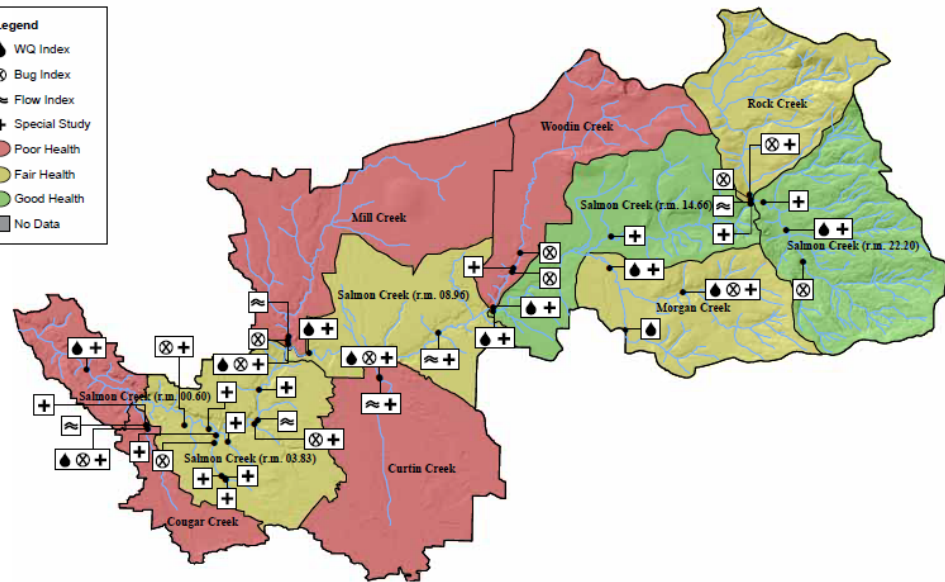 Legend
WQ Index
Bug Index
Flow Index
Special Study
Poor Health
Fair Health
Good Health
No Data
Rock Creek
Woodin Creek
Salmon Creek (r.m. 14.66)
Mill Creek
Salmon Creek (r.m. 22.20)
Salmon Creek (r.m. 08.96)
Morgan Creek
Salmon Creek (r.m. 00.60)
Salmon Creek (r.m. 03.83)
Curtin Creek
Cougar Creek